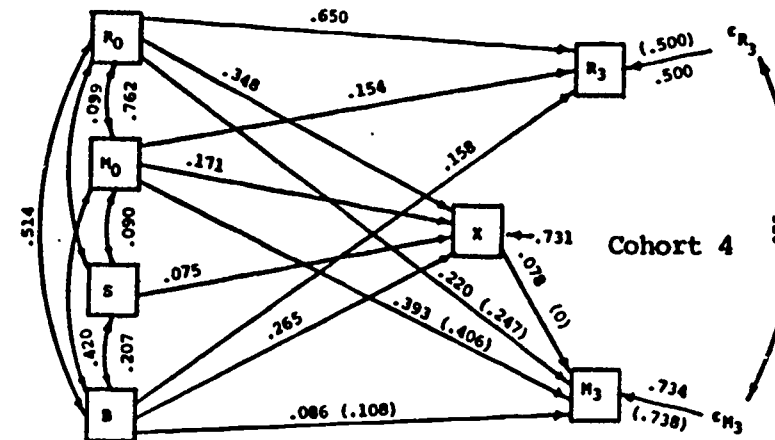 R0
.650
R3
(.500)
.500
εR3
.348
.099
.762
.154
M0
.171
.158
.514
.090
X
.731
Cohort 4
S
.075
.078 (0)
.220 (.247)
.393 (.406)
.265
.420
.207
B
.086 (.108)
M3
.734
(.738)
εM3